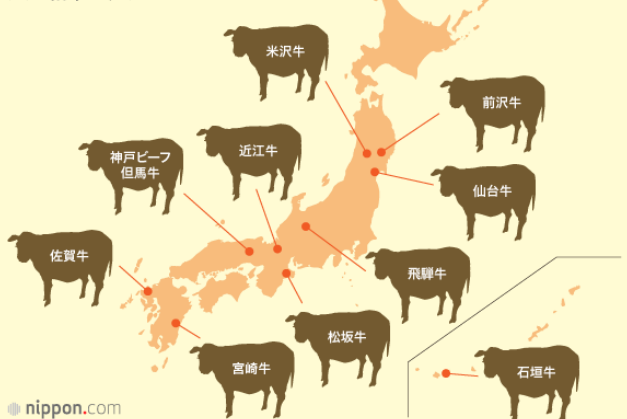 米沢牛
前沢牛
神戸ビーフ
但馬牛
近江牛
仙台牛
佐賀牛
飛騨牛
松坂牛
宮崎牛
石垣牛
nippon.com